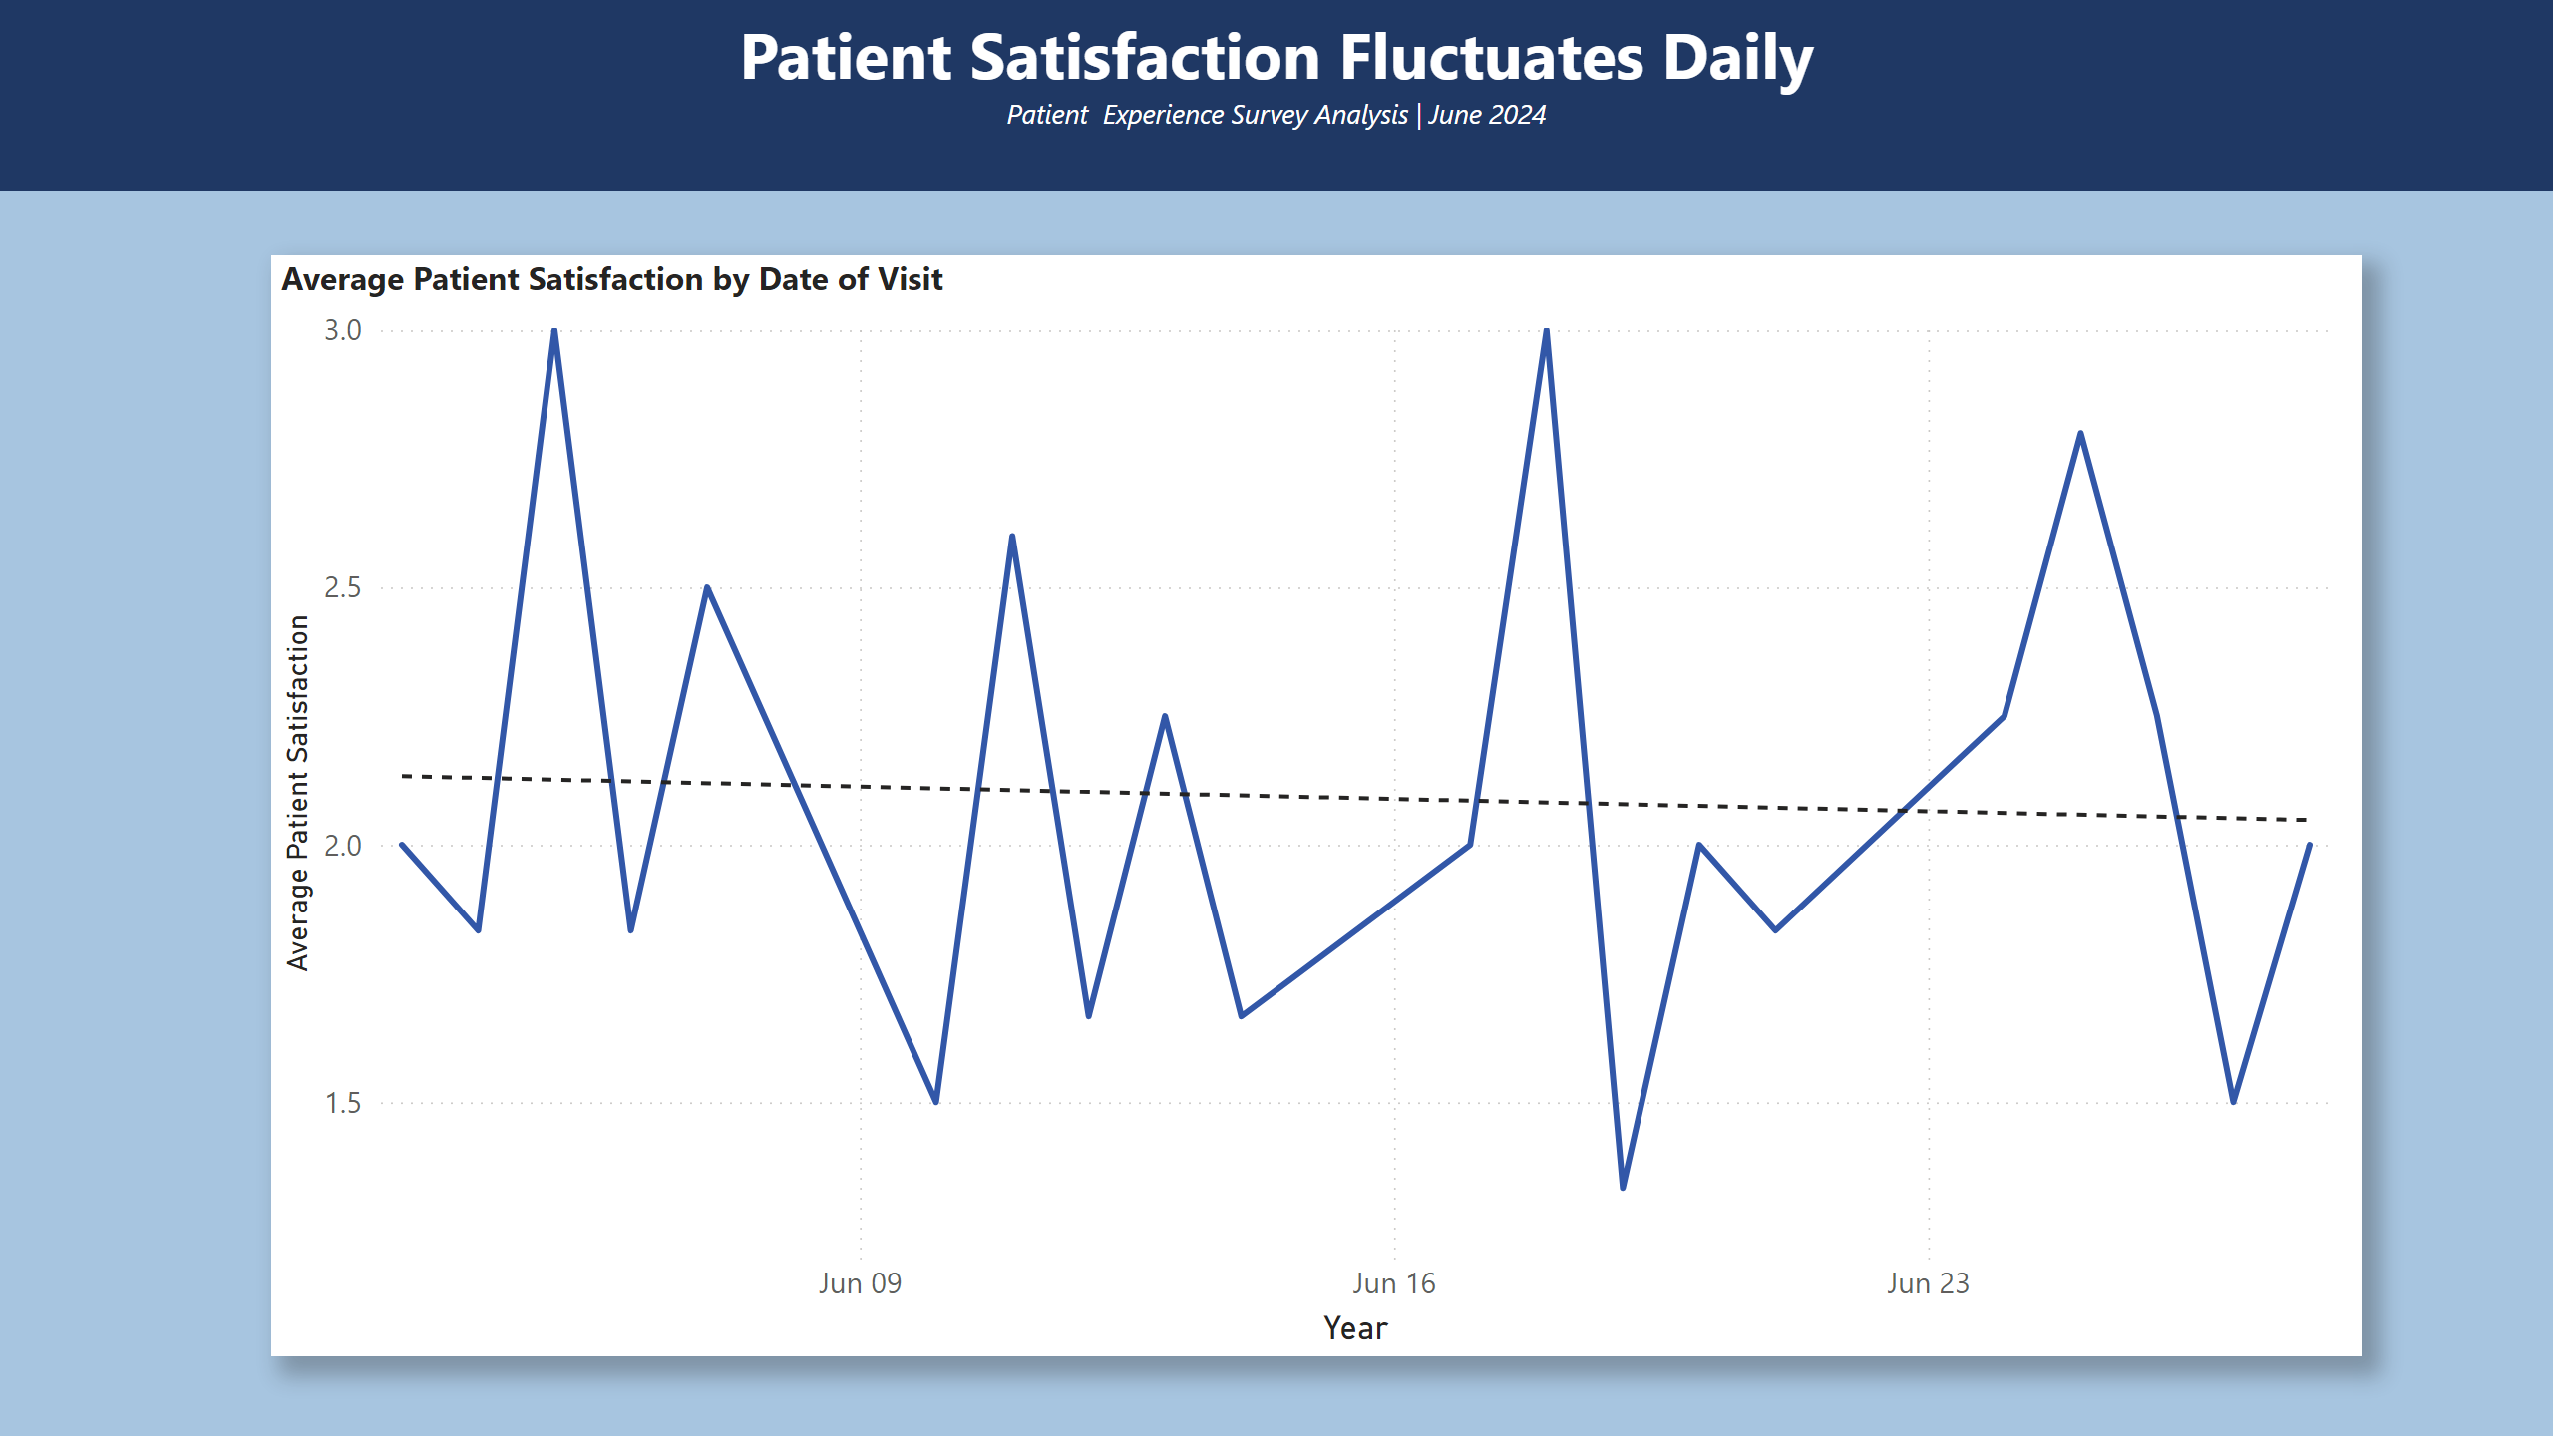 Patient Satisfaction Fluctuates Daily
Patient  Experience Survey Analysis | June 2024
Average Patient Satisfaction by Date of Visit
3.0
2.5
2.0
1.5
Average Patient Satisfaction
Jun 09
Jun 16
Jun 23
Year